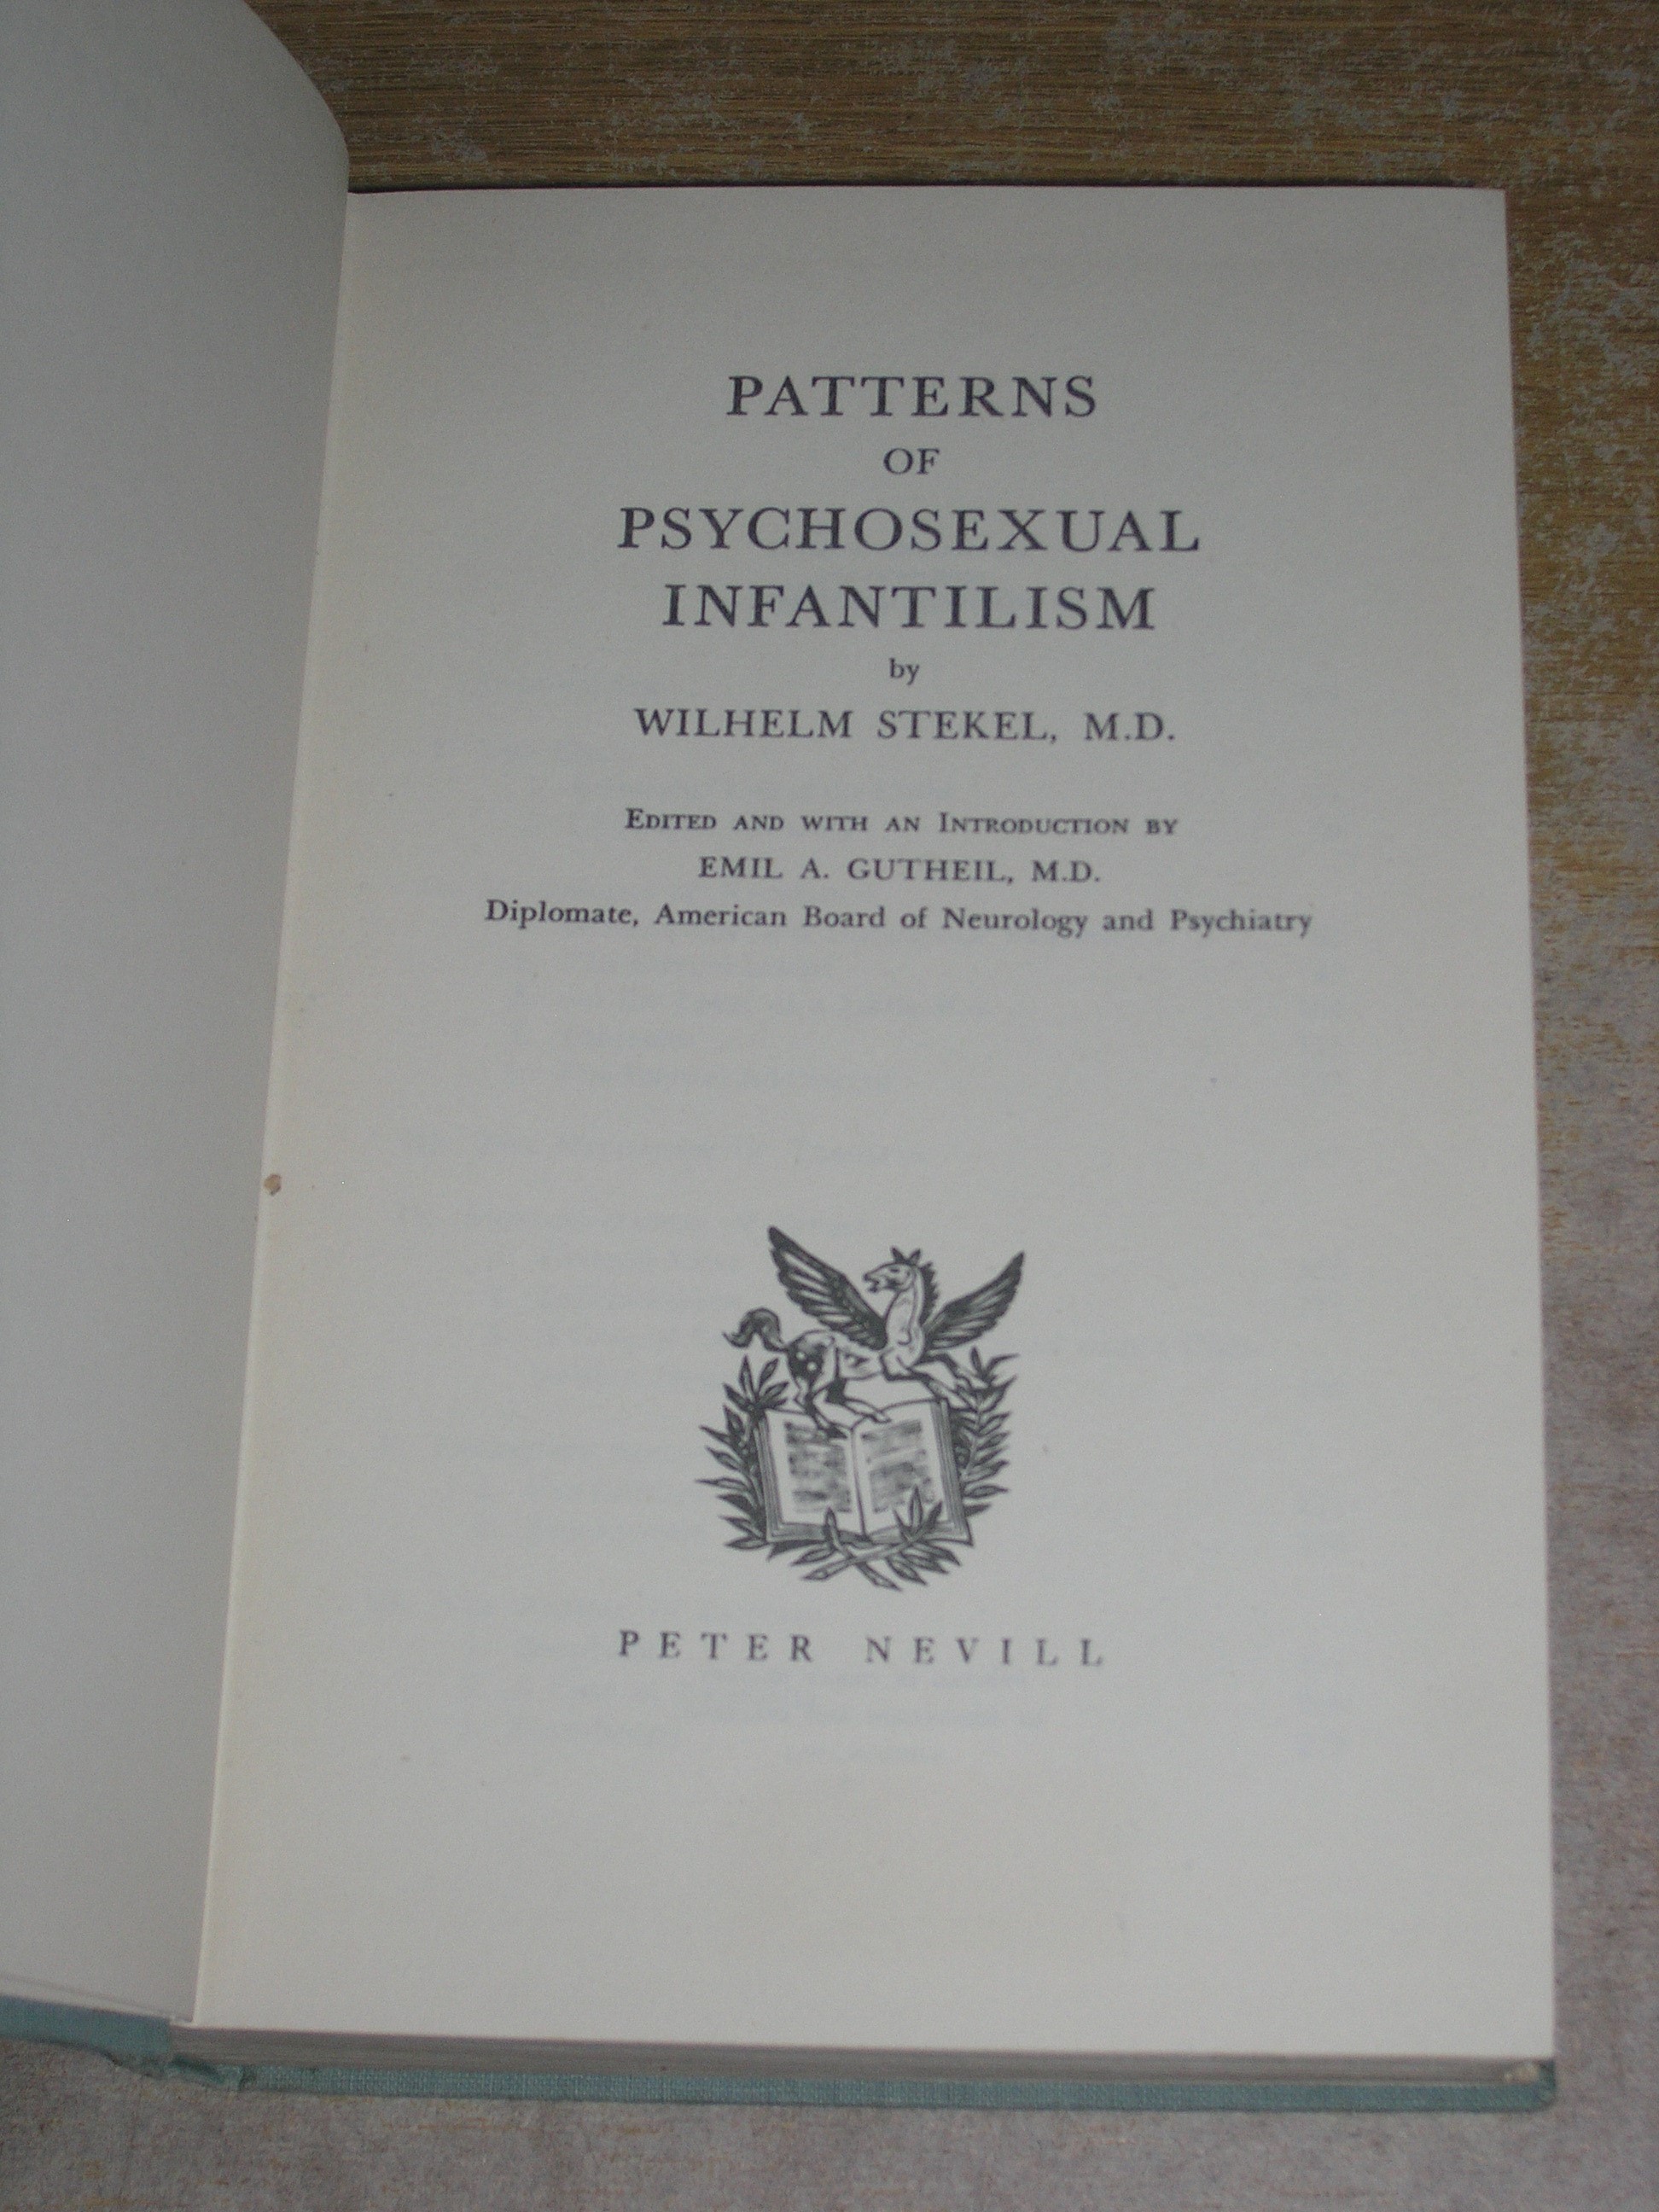 PATTERNS
OF
PSYCHOSEXUAL
INFANTILISM
by
WILHELM STEKEL, M.D.
EDITED AND WITH AN INTRODUCTION BY
EMIL A. GUTHEIL, M.D.
Diplomate, American Board of Neurology and Psychiatry
PETER NEVILL